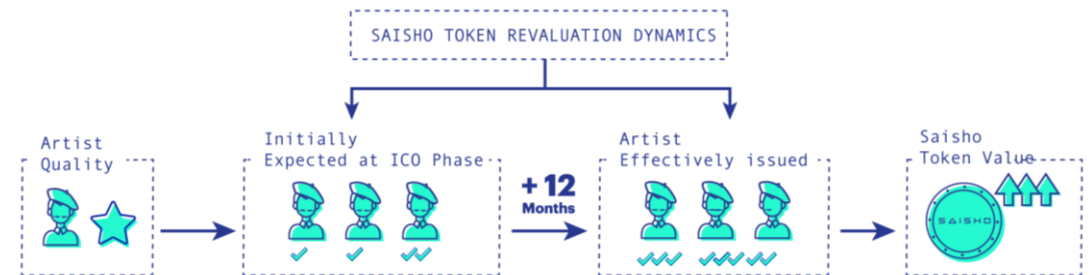 SAISHO TOKEN REVALUATION DYNAMICS
Artist
Quality
Initially
Expected at ICO Phase
+ 12
Months
Artist
Effectively issued
Saisho
Token Value
SAISHO